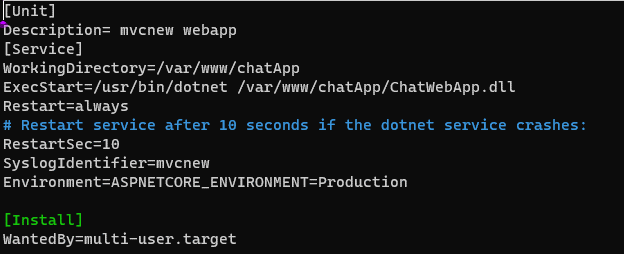 [Unit]
Description= mvcnew webapp
[Service]
WorkingDirectory=/var/www/chatApp
ExecStart=/usr/bin/dotnet /var/www/chatApp/ChatWebApp.dll
Restart=always
# Restart service after 10 seconds if the dotnet service crashes:
RestartSec=10
SyslogIdentifier=mvcnew
Environment=ASPNETCORE_ENVIRONMENT=Production
[Install]
WantedBy=multi-user.target